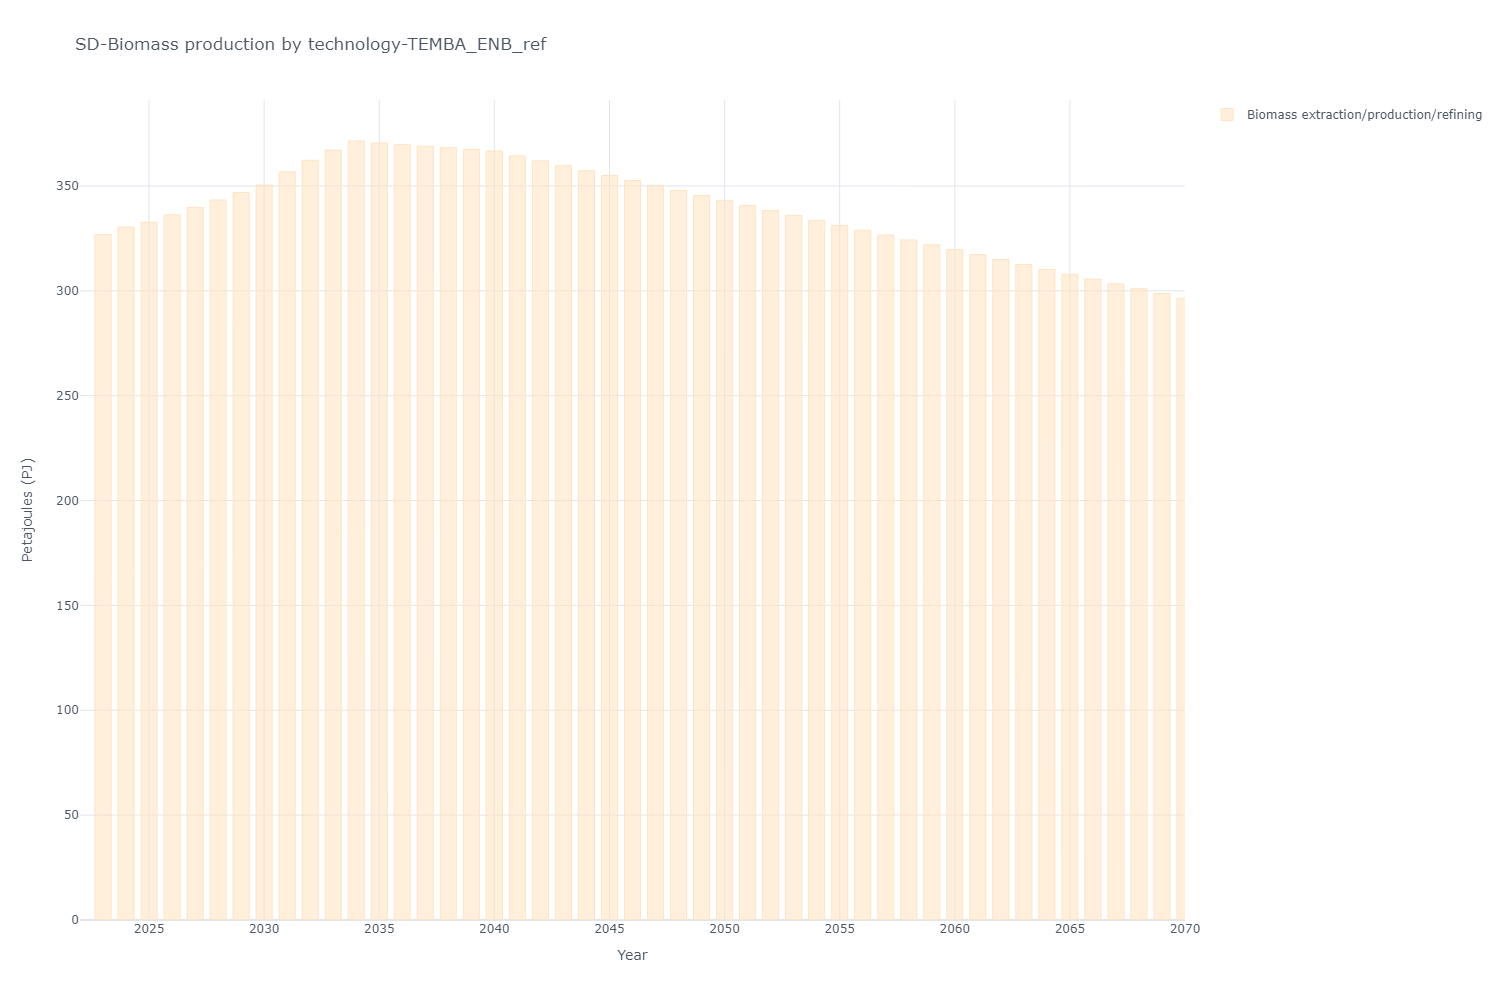 SD-Biomass production by technology-TEMBA_ENB_ref
Biomass extraction/production/refining
350
300
250
200
150
100
50
0
Petajoules (PJ)
2025 2030 2035 2040 2045 2050 2055 2060 2065 2070
Year